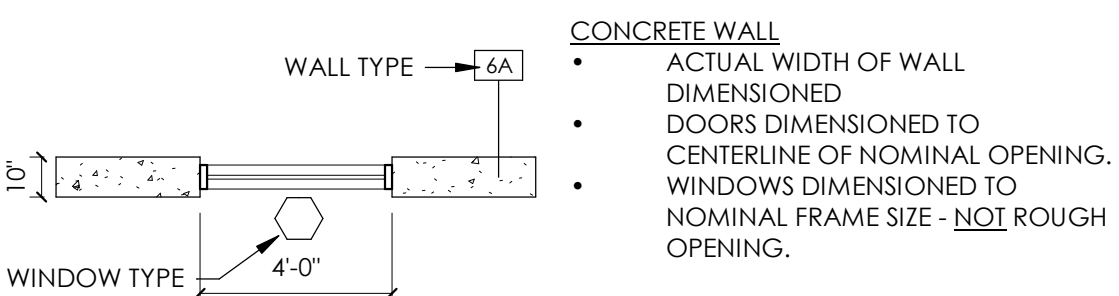 WALL TYPE
6A
10"
WINDOW TYPE
4'-0"
CONCRETE WALL
• ACTUAL WIDTH OF WALL
DIMENSIONED
• DOORS DIMENSIONED TO
CENTERLINE OF NOMINAL OPENING.
• WINDOWS DIMENSIONED TO
NOMINAL FRAME SIZE - NOT ROUGH
OPENING.